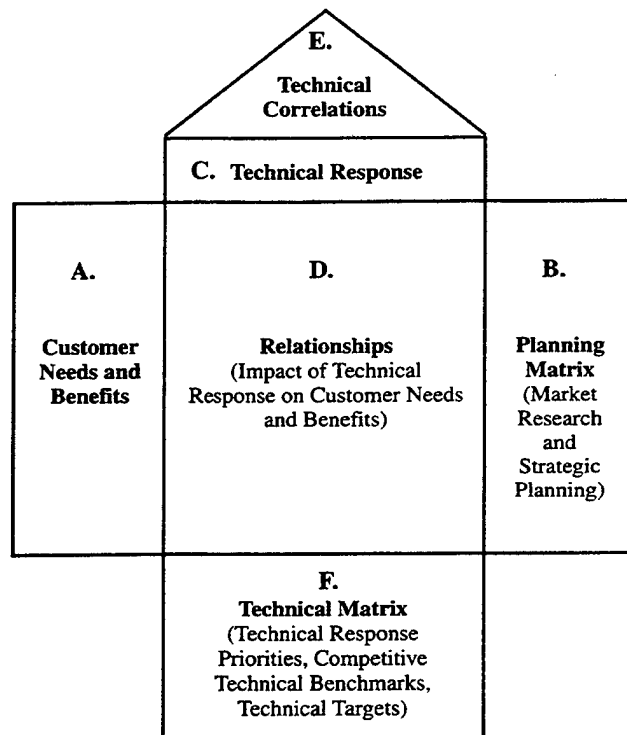 E.
Technical
Correlations
C. Technical Response
A.
Customer
Needs and
Benefits
D.
Relationships
(Impact of Technical
Response on Customer Needs
and Benefits)
B.
Planning
Matrix
(Market
Research
and
Strategic
Planning)
F.
Technical Matrix
(Technical Response
Priorities, Competitive
Technical Benchmarks,
Technical Targets)